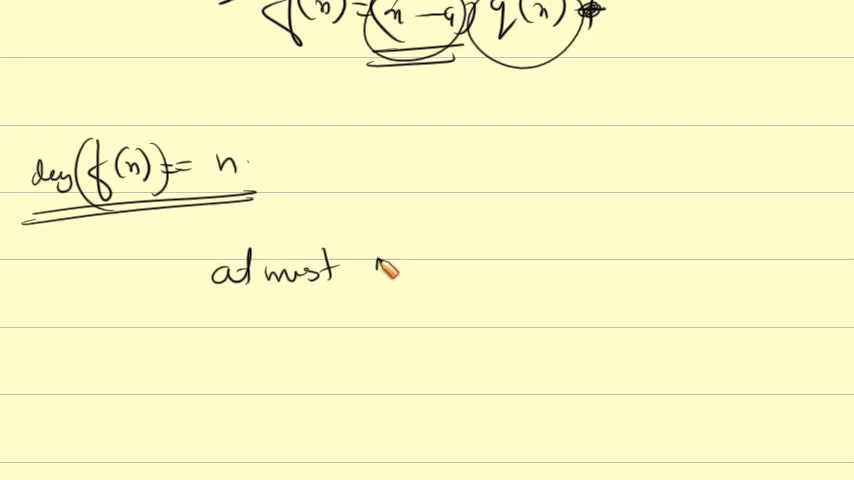 f(x) = (x - a) q(x)
deg(f(x)) = n.
at most